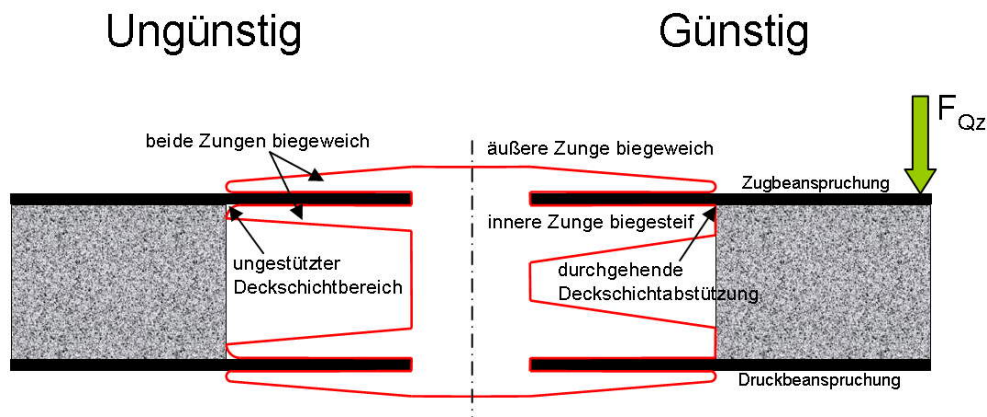 Ungünstig
Günstig
F Qz
beide Zungen biegeweich
äußere Zunge biegeweich
Zugbeanspruchung
innere Zunge biegesteif
ungestützter
Deckschichtbereich
durchgehende
Deckschichtabstützung
Druckbeanspruchung